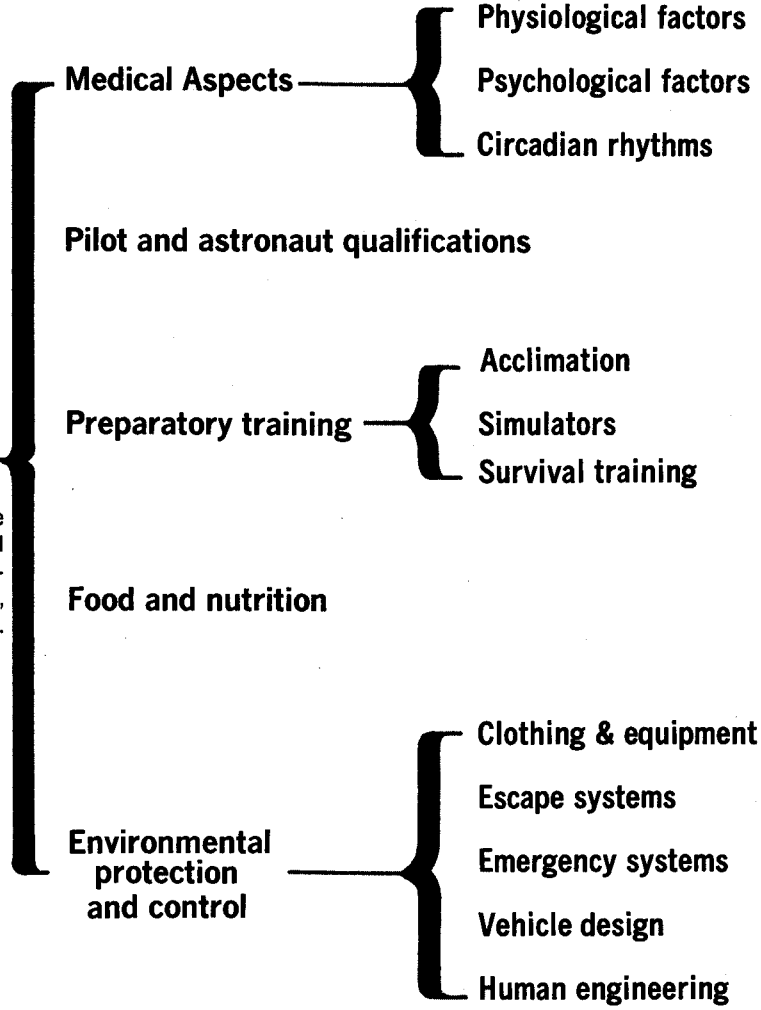 Physiological factors
Medical Aspects
Psychological factors
Circadian rhythms
Pilot and astronaut qualifications
Acclimation
Preparatory training
Simulators
Survival training
Food and nutrition
Clothing & equipment
Escape systems
Environmental
protection
and control
Emergency systems
Vehicle design
Human engineering